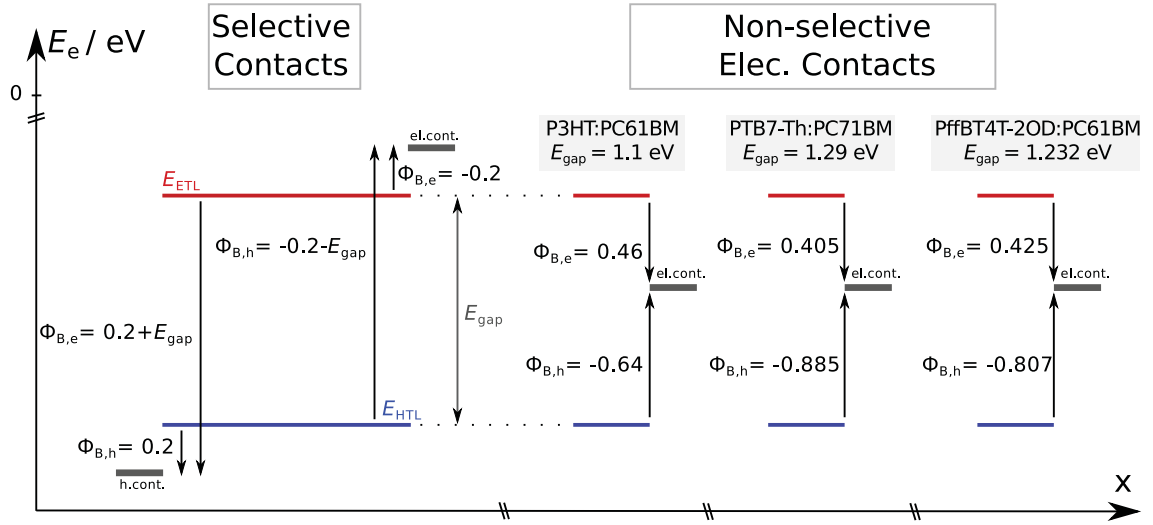 E_e / eV
0
Selective
Contacts
Non-selective
Elec. Contacts
el.cont.
Φ_B,e = -0.2
E_ETL
Φ_B,h = -0.2-E_gap
Φ_B,e = 0.2+E_gap
E_gap
E_HTL
Φ_B,h = 0.2
h.cont.
P3HT:PC61BM
E_gap = 1.1 eV
Φ_B,e = 0.46
el.cont.
Φ_B,h = -0.64
PTB7-Th:PC71BM
E_gap = 1.29 eV
Φ_B,e = 0.405
el.cont.
Φ_B,h = -0.885
PffBT4T-2OD:PC61BM
E_gap = 1.232 eV
Φ_B,e = 0.425
el.cont.
Φ_B,h = -0.807
x